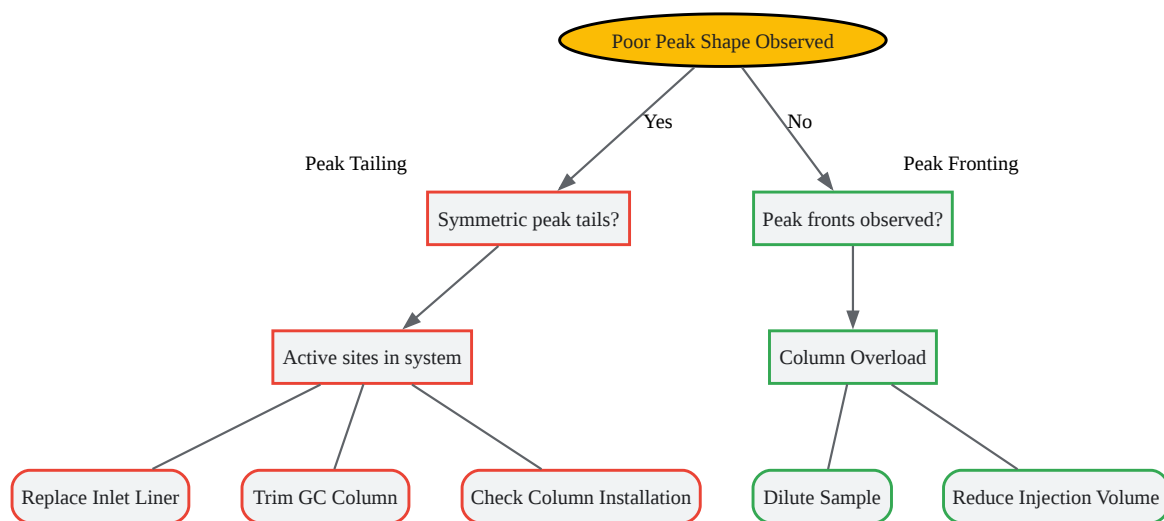 Poor Peak Shape Observed
Yes
No
Peak Tailing
Peak Fronting
Symmetric peak tails?
Peak fronts observed?
Active sites in system
Column Overload
Replace Inlet Liner
Trim GC Column
Check Column Installation
Dilute Sample
Reduce Injection Volume